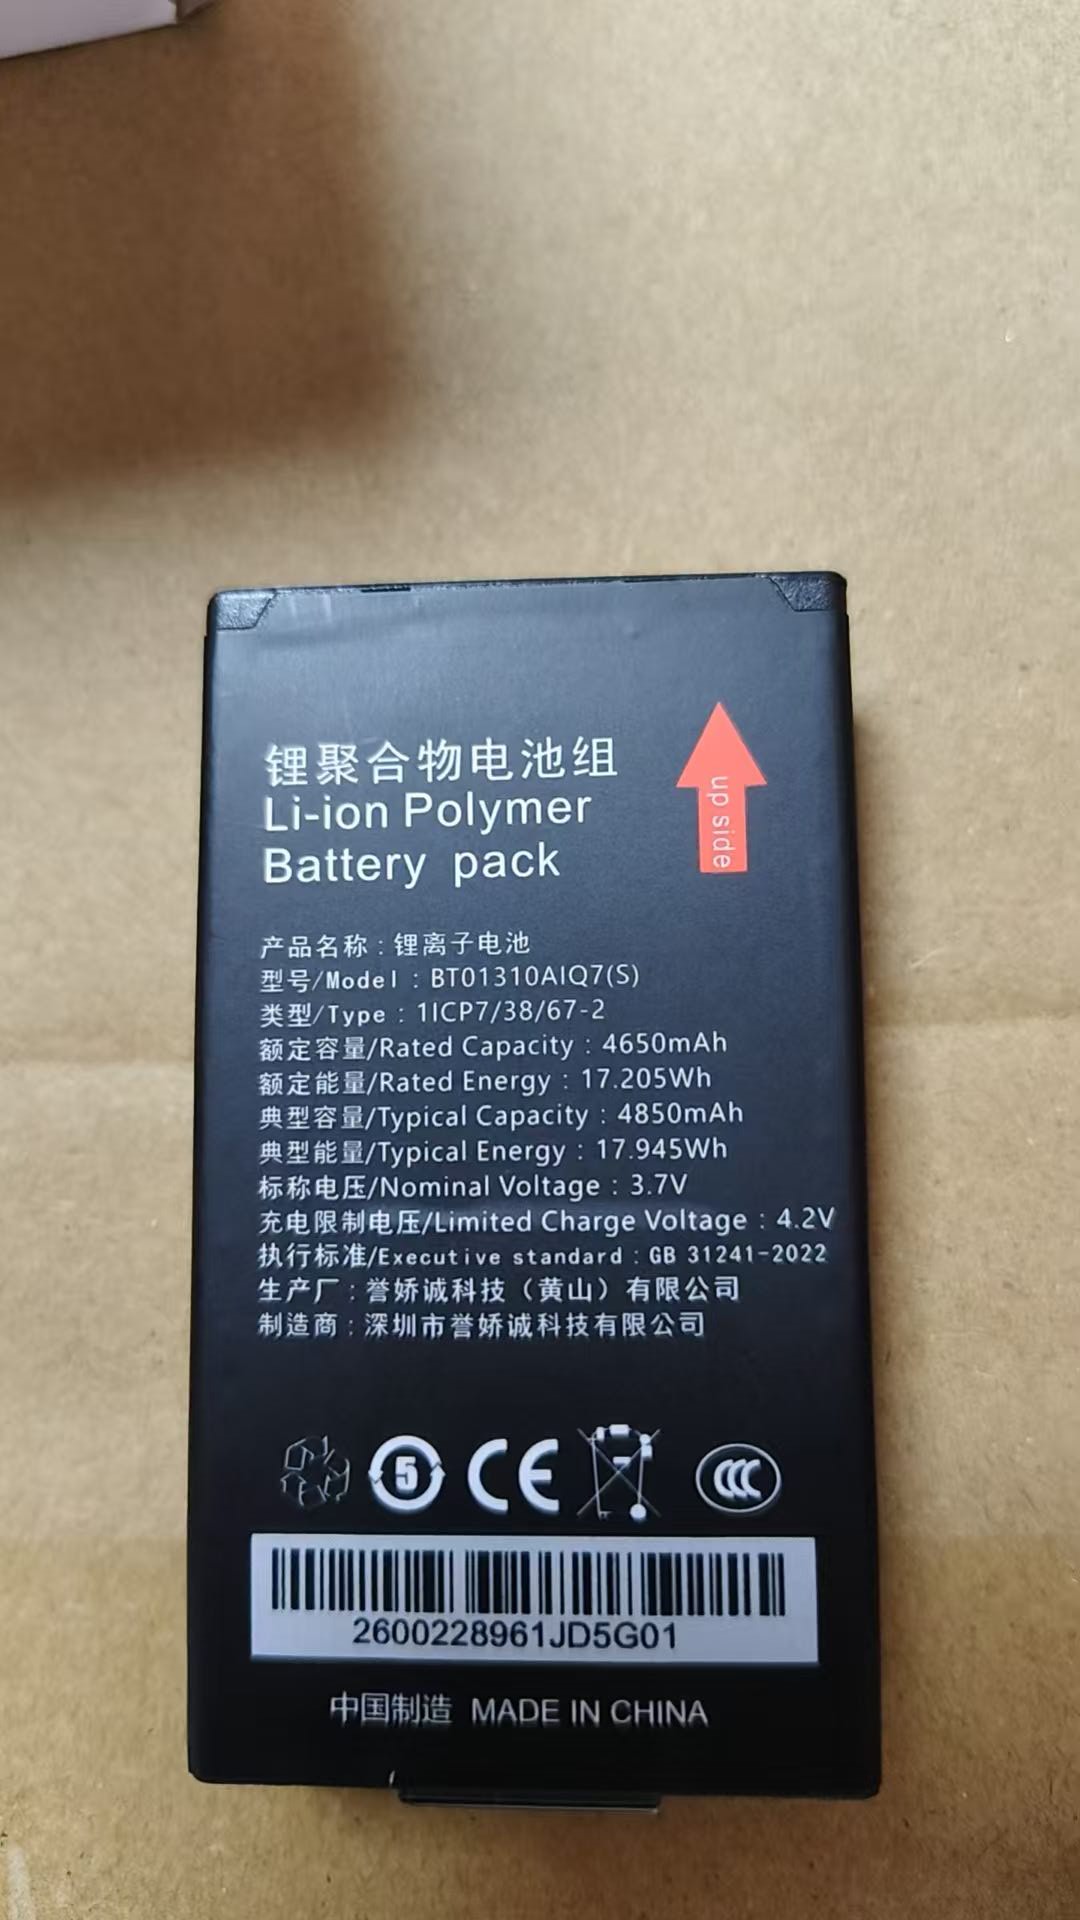 锂聚合物电池组
Li-ion Polymer
Battery pack
up side
产品名称：锂离子电池
型号/Model：BT01310AIQ7(S)
类型/Type：1ICP7/38/67-2
额定容量/Rated Capacity：4650mAh
额定能量/Rated Energy：17.205Wh
典型容量/Typical Capacity：4850mAh
典型能量/Typical Energy：17.945Wh
标称电压/Nominal Voltage：3.7V
充电限制电压/Limited Charge Voltage：4.2V
执行标准/Executive standard：GB 31241-2022
生产厂：誉娇诚科技（黄山）有限公司
制造商：深圳市誉娇诚科技有限公司
5 CE CCC
2600228961JD5G01
中国制造 MADE IN CHINA